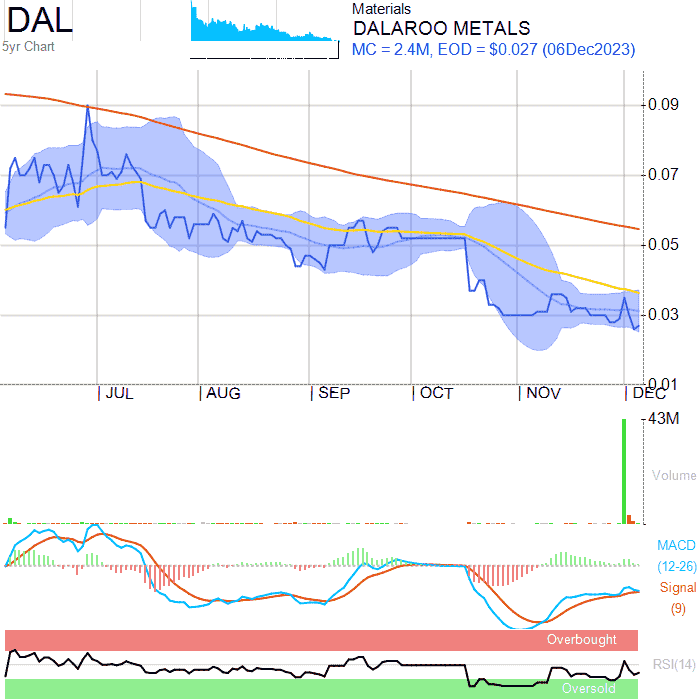 DAL
5yr Chart
Materials
DALAROO METALS
MC = 2.4M, EOD = $0.027 (06Dec2023)
0.09
0.07
0.05
0.03
0.01
JUL
AUG
SEP
OCT
NOV
DEC
43M
Volume
MACD
(12-26)
Signal
(9)
Overbought
RSI(14)
Oversold